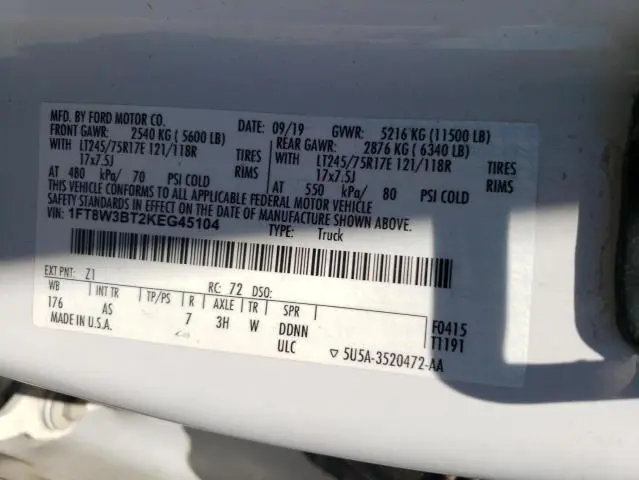 MFD. BY FORD MOTOR CO. DATE: 09/19 GVWR: 5216 KG (11500 LB)
FRONT GAWR: 2540 KG ( 5600 LB) REAR GAWR: 2876 KG ( 6340 LB)
WITH LT245/75R17E 121/118R TIRES WITH LT245/75R17E 121/118R TIRES
17x7.5J RIMS 17x7.5J RIMS
AT 480 kPa/ 70 PSI COLD AT 550 kPa/ 80 PSI COLD
THIS VEHICLE CONFORMS TO ALL APPLICABLE FEDERAL MOTOR VEHICLE
SAFETY STANDARDS IN EFFECT ON THE DATE OF MANUFACTURE SHOWN ABOVE
VIN: 1FT8W3BT2KEG45104
TYPE: Truck
EXT PNT: Z1 RC: 72 DSO:
WB INT TR TP/PS R AXLE TR SPR
176 AS 7 3H W DDNN F0415
MADE IN U.S.A. ULC T1191
▽ 5U5A-3520472-AA